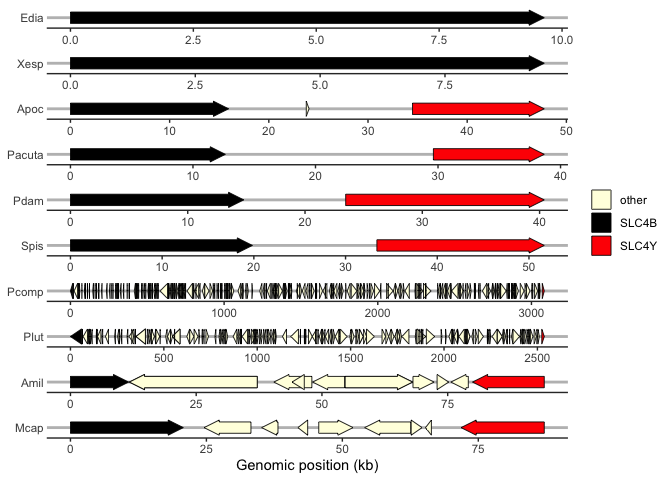 Edia
0.0 2.5 5.0 7.5 10.0
Xesp
0.0 2.5 5.0 7.5
Apoc
0 10 20 30 40 50
Pacuta
0 10 20 30 40
Pdam
0 10 20 30 40
Spis
0 10 20 30 40 50
Pcomp
0 1000 2000 3000
Plut
0 500 1000 1500 2000 2500
Amil
0 25 50 75
Mcap
0 25 50 75
Genomic position (kb)
other
SLC4B
SLC4Y